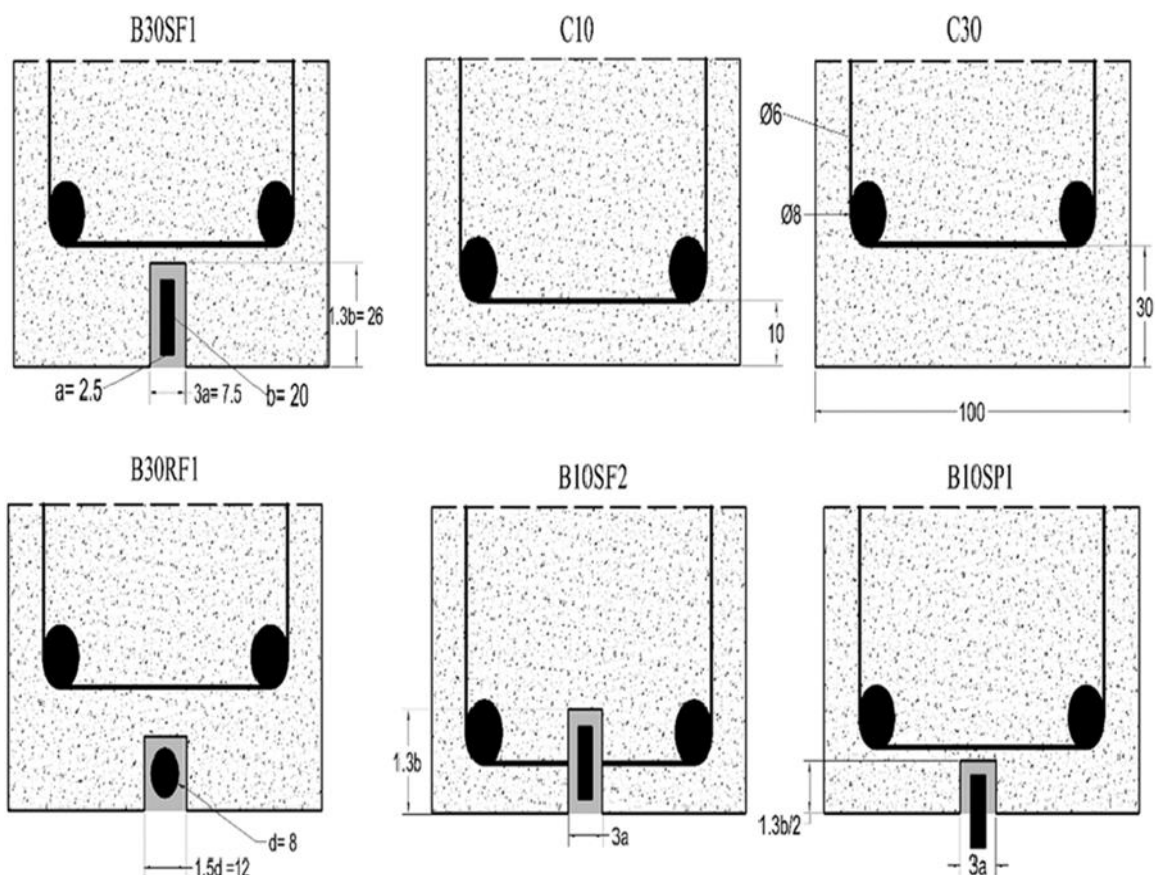 B30SF1
C10
C30
Ø6
Ø8
1.3b= 26
10
30
a= 2.5
3a= 7.5
b= 20
100
B30RF1
B10SF2
B10SP1
1.3b
1.3b/2
d= 8
3a
1.5d =12
3a